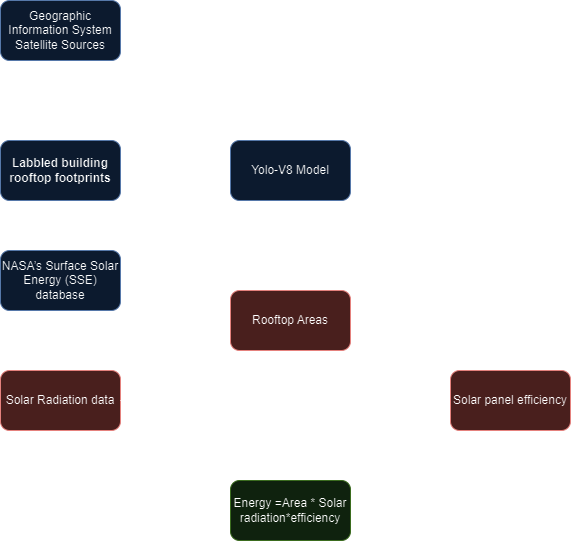 Geographic
Information System
Satellite Sources
Labbled building
rooftop footprints
Yolo-V8 Model
NASA's Surface Solar
Energy (SSE)
database
Rooftop Areas
Solar Radiation data
Solar panel efficiency
Energy =Area * Solar
radiation*efficiency